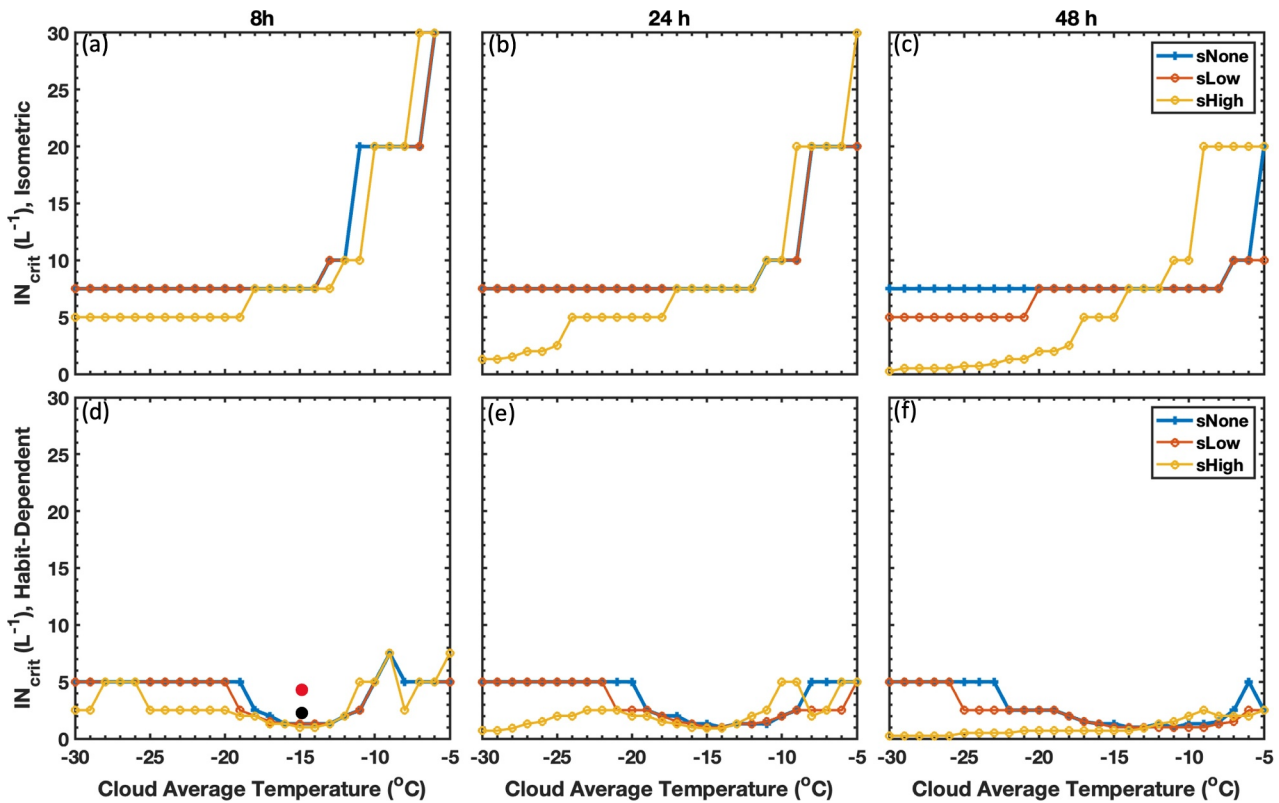 8h
24 h
48 h
(a)
(b)
(c)
IN_crit (L^-1), Isometric
30
25
20
15
10
5
0
sNone
sLow
sHigh
(d)
(e)
(f)
IN_crit (L^-1), Habit-Dependent
30
25
20
15
10
5
0
sNone
sLow
sHigh
-30 -25 -20 -15 -10 -5
-30 -25 -20 -15 -10 -5
-30 -25 -20 -15 -10 -5
Cloud Average Temperature (°C)
Cloud Average Temperature (°C)
Cloud Average Temperature (°C)